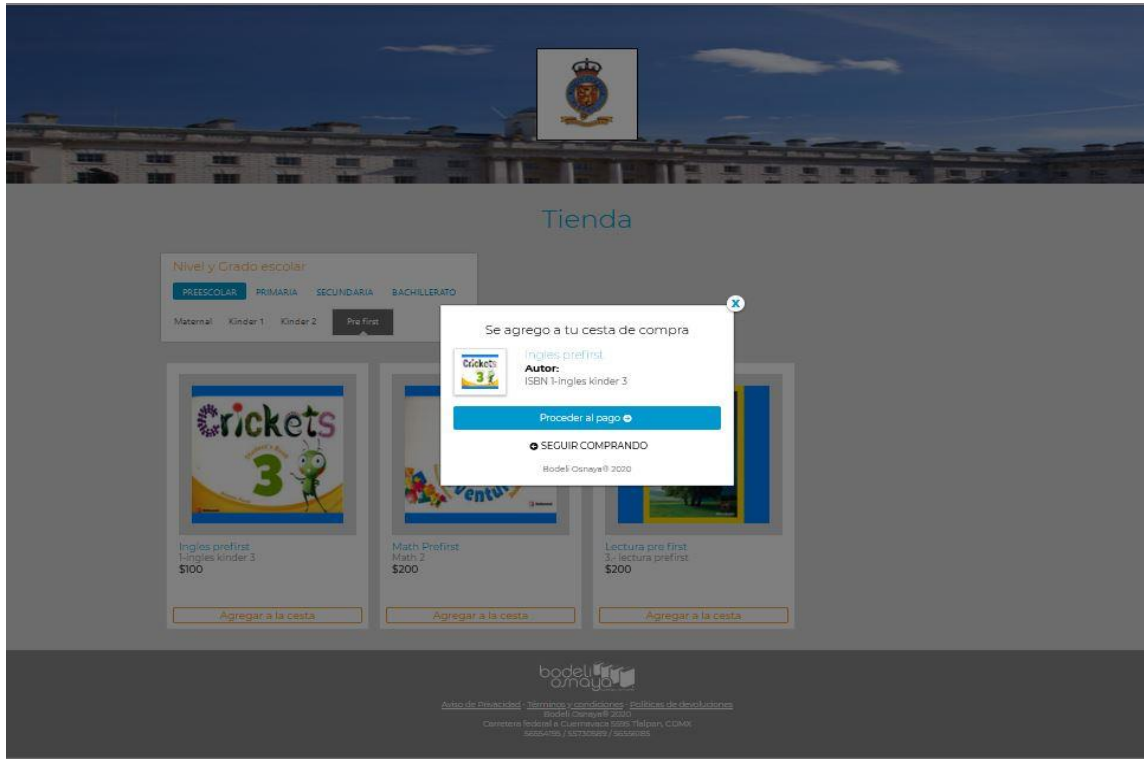 Tienda
Nivel y Grado escolar
PREESCOLAR PRIMARIA SECUNDARIA BACHILLERATO
Maternal Kinder 1 Kinder 2 Pre first
X
Se agrego a tu cesta de compra
Crickets
3
Ingles prefirst
Autor:
ISBN 1-ingles kinder 3
Proceder al pago
SEGUIR COMPRANDO
Bodeli Osnaya® 2020
Crickets
Student's Book
3
Ingles prefirst
1-ingles kinder 3
$100
Agregar a la cesta
Math Prefirst
Math 2
$200
Agregar a la cesta
Lectura pre first
3.- lectura prefirst
$200
Agregar a la cesta
bodeli
osnaya
Aviso de Privacidad - Términos y condiciones - Políticas de devoluciones
Bodeli Osnaya® 2020
Carretera federal a Cuernavaca 5595 Tlalpan, CDMX